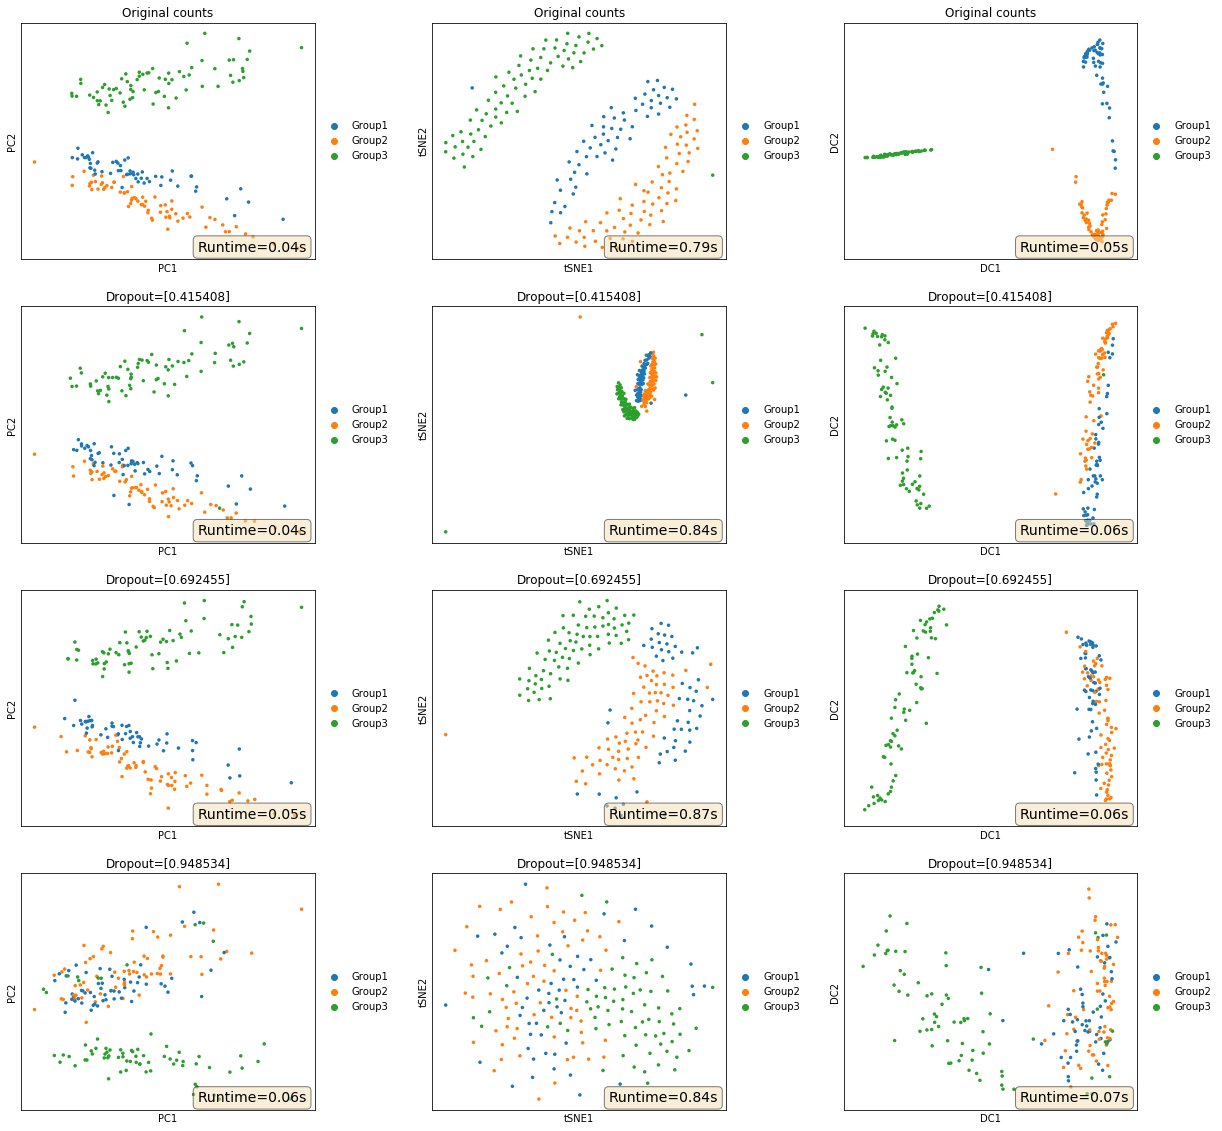 Original counts
PC2
Group1
Group2
Group3
Runtime=0.04s
PC1
Original counts
tSNE2
Group1
Group2
Group3
Runtime=0.79s
tSNE1
Original counts
DC2
Group1
Group2
Group3
Runtime=0.05s
DC1
Dropout=[0.415408]
PC2
Group1
Group2
Group3
Runtime=0.04s
PC1
Dropout=[0.415408]
tSNE2
Group1
Group2
Group3
Runtime=0.84s
tSNE1
Dropout=[0.415408]
DC2
Group1
Group2
Group3
Runtime=0.06s
DC1
Dropout=[0.692455]
PC2
Group1
Group2
Group3
Runtime=0.05s
PC1
Dropout=[0.692455]
tSNE2
Group1
Group2
Group3
Runtime=0.87s
tSNE1
Dropout=[0.692455]
DC2
Group1
Group2
Group3
Runtime=0.06s
DC1
Dropout=[0.948534]
PC2
Group1
Group2
Group3
Runtime=0.06s
PC1
Dropout=[0.948534]
tSNE2
Group1
Group2
Group3
Runtime=0.84s
tSNE1
Dropout=[0.948534]
DC2
Group1
Group2
Group3
Runtime=0.07s
DC1